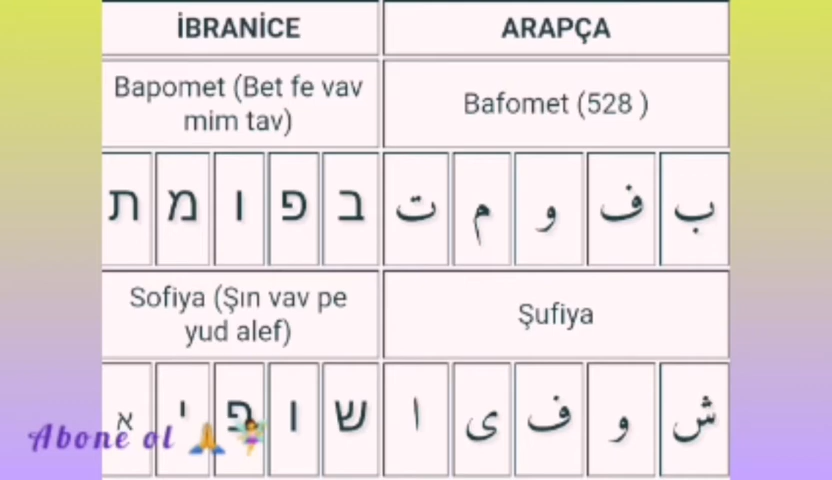 İBRANİCE ARAPÇA
Bapomet (Bet fe vav
mim tav)
Bafomet (528 )
ת מ ו פ ב ت م و ف ب
Sofiya (Şın vav pe
yud alef)
Şufiya
א י פ ו ש ا ی ف و ش
Abone ol 🙏🧚